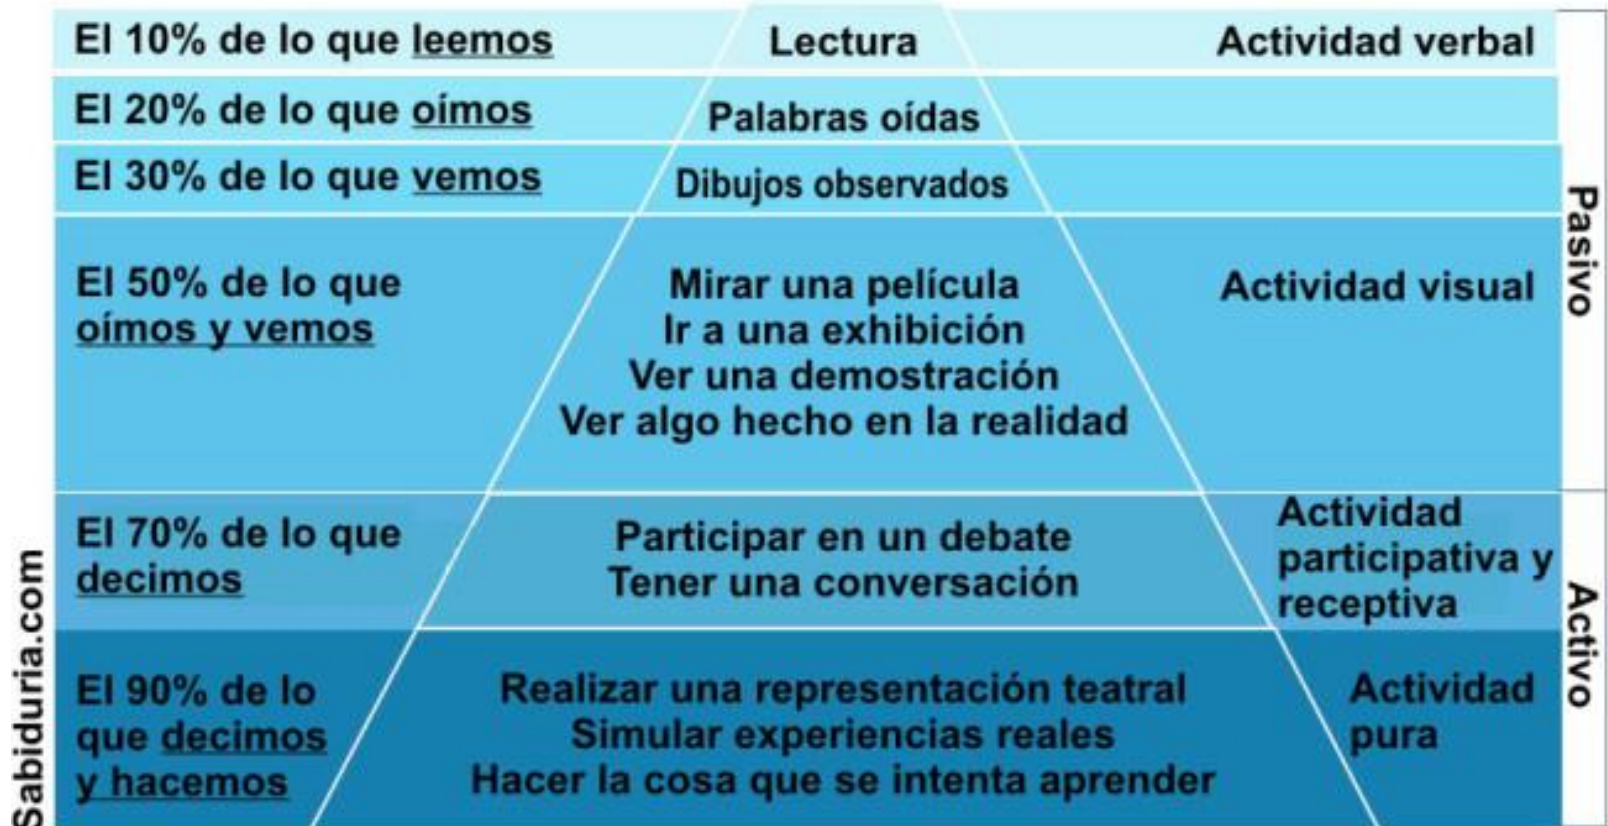 El 10% de lo que leemos
Lectura
Actividad verbal
El 20% de lo que oímos
Palabras oídas
El 30% de lo que vemos
Dibujos observados
El 50% de lo que
oímos y vemos
Mirar una película
Ir a una exhibición
Ver una demostración
Ver algo hecho en la realidad
Actividad visual
Pasivo
El 70% de lo que
decimos
Participar en un debate
Tener una conversación
Actividad
participativa y
receptiva
El 90% de lo
que decimos
y hacemos
Realizar una representación teatral
Simular experiencias reales
Hacer la cosa que se intenta aprender
Actividad
pura
Activo
Sabiduria.com